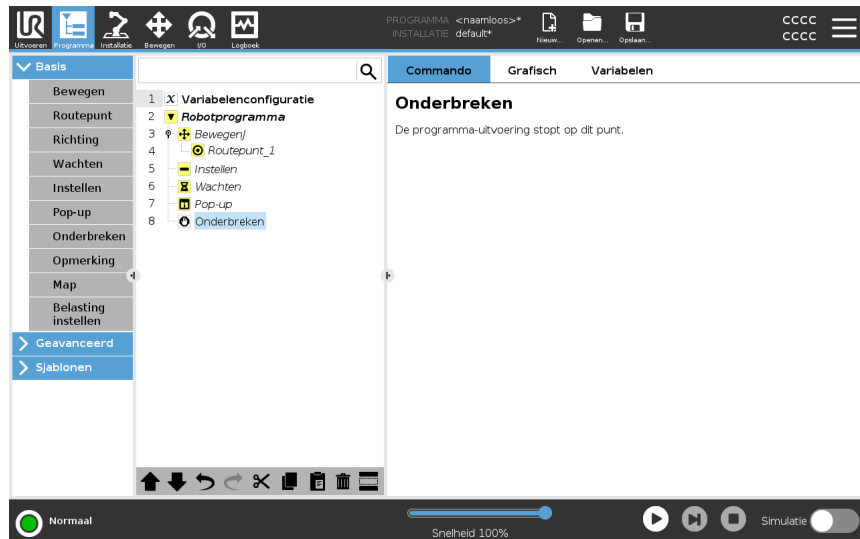 UR
PROGRAMMA <naamloos>*
INSTALLATIE default*
Uitvoeren Programma Installatie Bewegen I/O Logboek
Nieuw... Openen... Opslaan...
CCCC
CCCC
Basis
Bewegen
Routepunt
Richting
Wachten
Instellen
Pop-up
Onderbreken
Opmerking
Map
Belasting
instellen
Geavanceerd
Sjablonen
1 X Variabelenconfiguratie
2 Robotprogramma
3 BewegenJ
4 Routepunt_1
5 Instellen
6 Wachten
7 Pop-up
8 Onderbreken
Commando Grafisch Variabelen
Onderbreken
De programma-uitvoering stopt op dit punt.
Normaal
Snelheid 100%
Simulatie